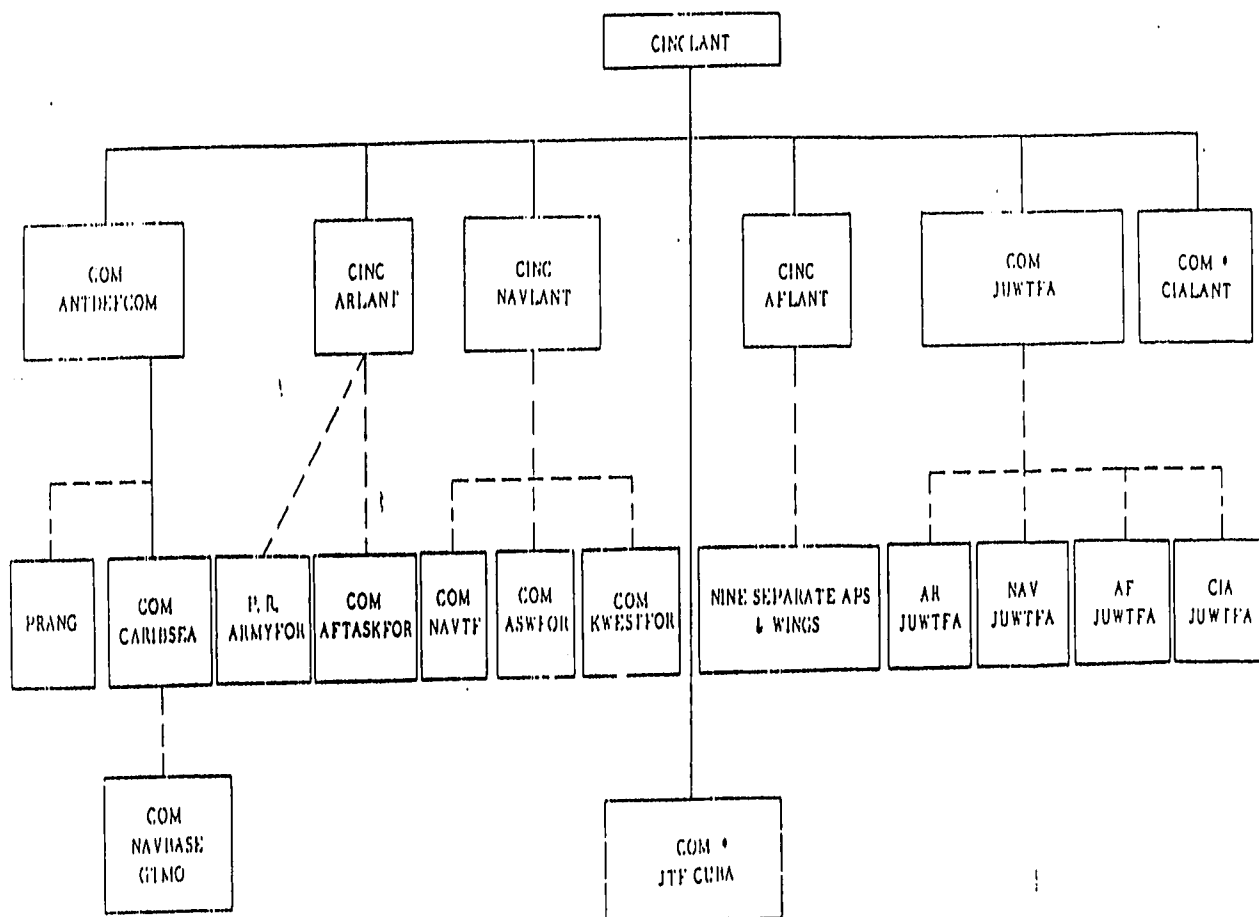 CINCLANT
COM
ANTDEFCOM
CINC
ARLANT
CINC
NAVLANT
CINC
AFLANT
COM
JUWTFA
COM *
CIALANT
PRANG
COM
CARIBSEA
P. R.
ARMYFOR
COM
AFTASKFOR
COM
NAVTF
COM
ASWFOR
COM
KWESTFOR
NINE SEPARATE AFS
& WINGS
AR
JUWTFA
NAV
JUWTFA
AF
JUWTFA
CIA
JUWTFA
COM
NAVBASE
GTMO
COM *
JTF CUBA